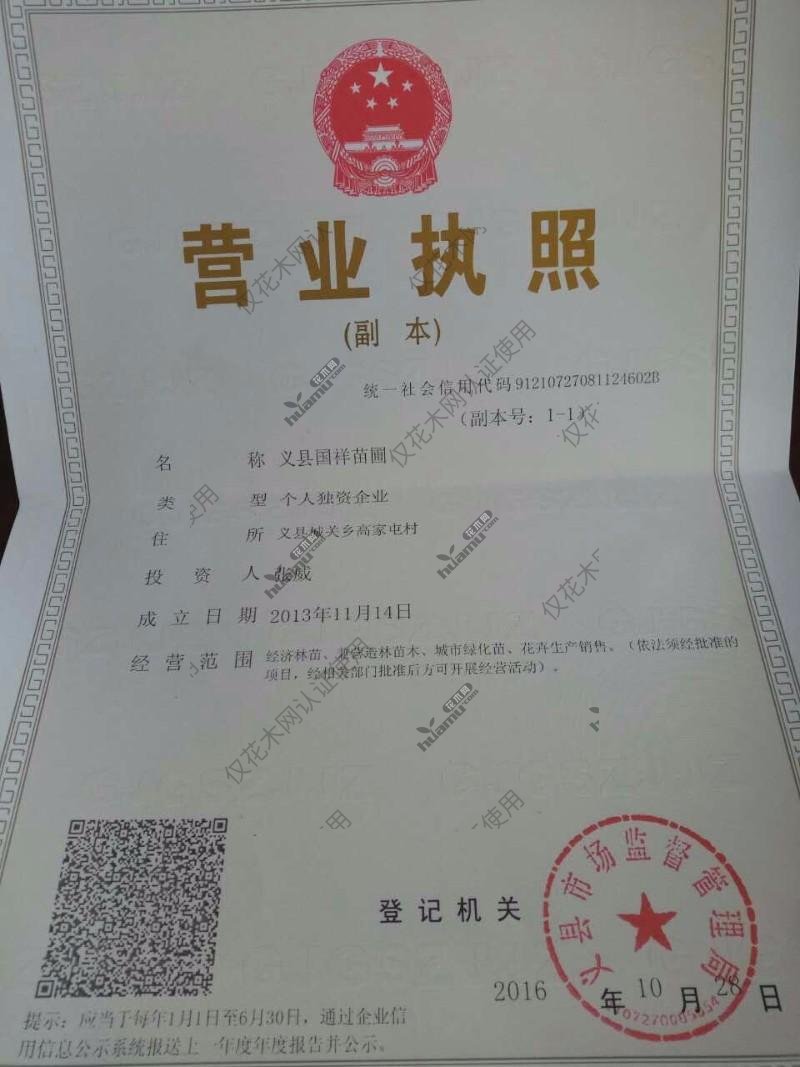 营业执照
(副 本)
统一社会信用代码 91210727081124602B
(副本号: 1-1)
名 称 义县国祥苗圃
类 型 个人独资企业
住 所 义县城关乡高家屯村
投 资 人 张威
成 立 日 期 2013年11月14日
经 营 范 围 经济林苗、工程造林苗木、城市绿化苗、花卉生产销售。(依法须经批准的
项目,经相关部门批准后方可开展经营活动)。
登 记 机 关
义县市场监督管理局
2016 年 10 月 28 日
提示: 应当于每年1月1日至6月30日,通过企业信
用信息公示系统报送上一年度年度报告并公示。
仅花木网认证使用
花木网
huamu.com